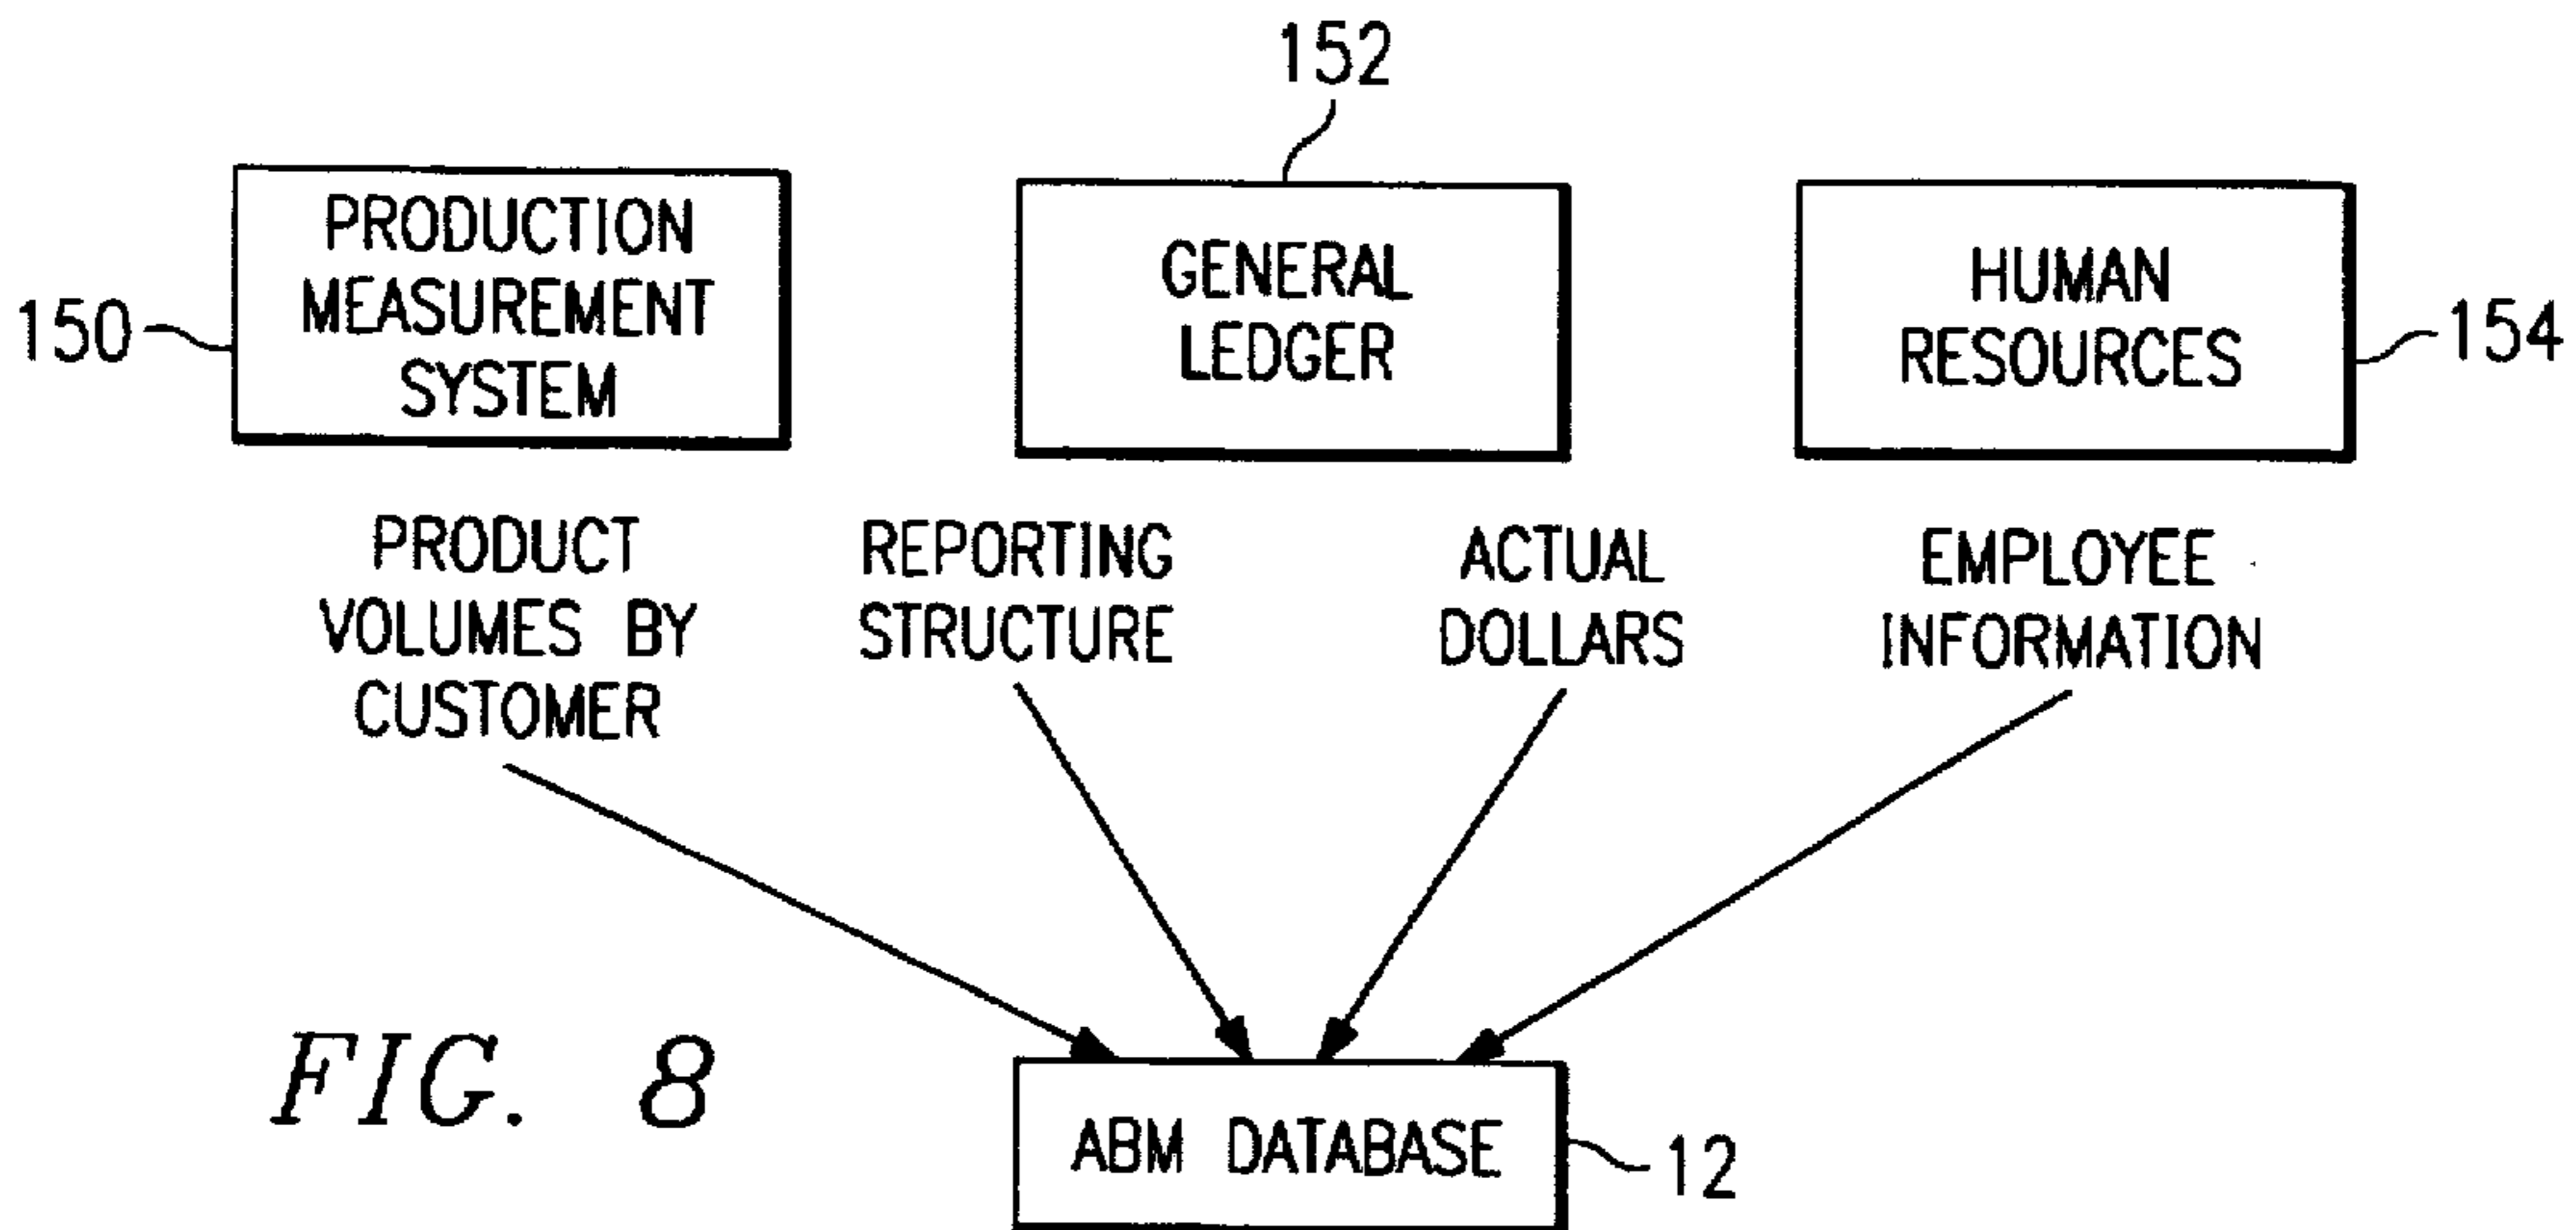 152
PRODUCTION
MEASUREMENT
SYSTEM
150
GENERAL
LEDGER
HUMAN
RESOURCES
154
PRODUCT
VOLUMES BY
CUSTOMER
REPORTING
STRUCTURE
ACTUAL
DOLLARS
EMPLOYEE
INFORMATION
FIG. 8
ABM DATABASE
12